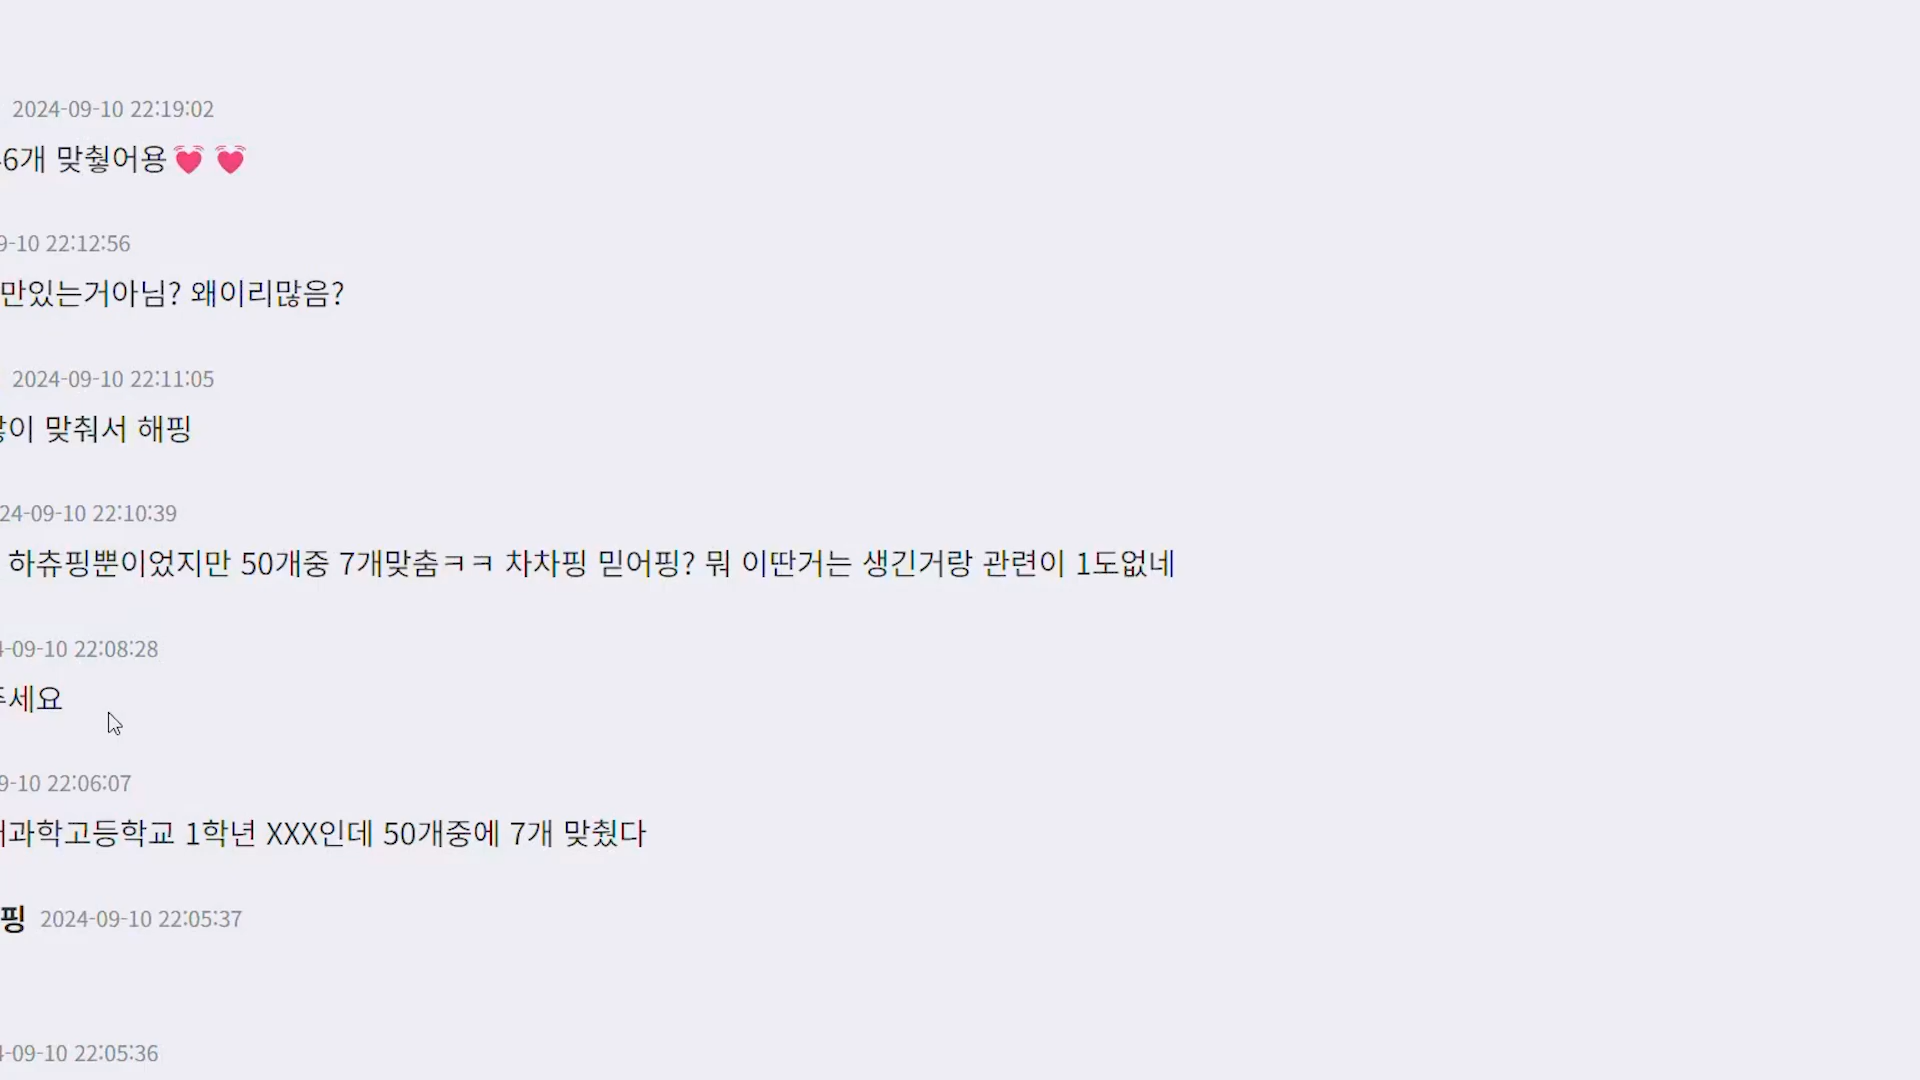 2024-09-10 22:19:02
6개 맞췋어용💓 💓
9-10 22:12:56
만있는거아님? 왜이리많음?
2024-09-10 22:11:05
많이 맞춰서 해핑
24-09-10 22:10:39
하츄핑뿐이었지만 50개중 7개맞춤ㅋㅋ 차차핑 믿어핑? 뭐 이딴거는 생긴거랑 관련이 1도없네
-09-10 22:08:28
주세요
9-10 22:06:07
과학고등학교 1학년 XXX인데 50개중에 7개 맞췄다
핑 2024-09-10 22:05:37
-09-10 22:05:36